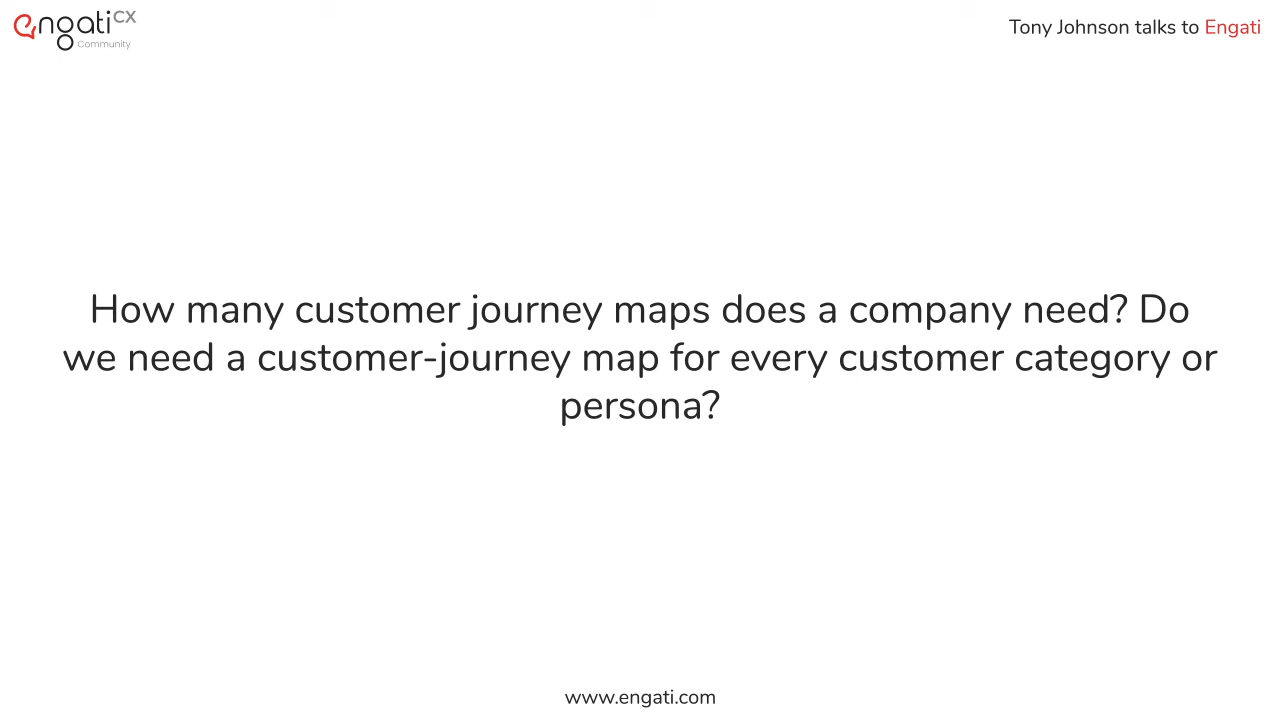 engati CX
Community
Tony Johnson talks to Engati
How many customer journey maps does a company need? Do
we need a customer-journey map for every customer category or
persona?
www.engati.com